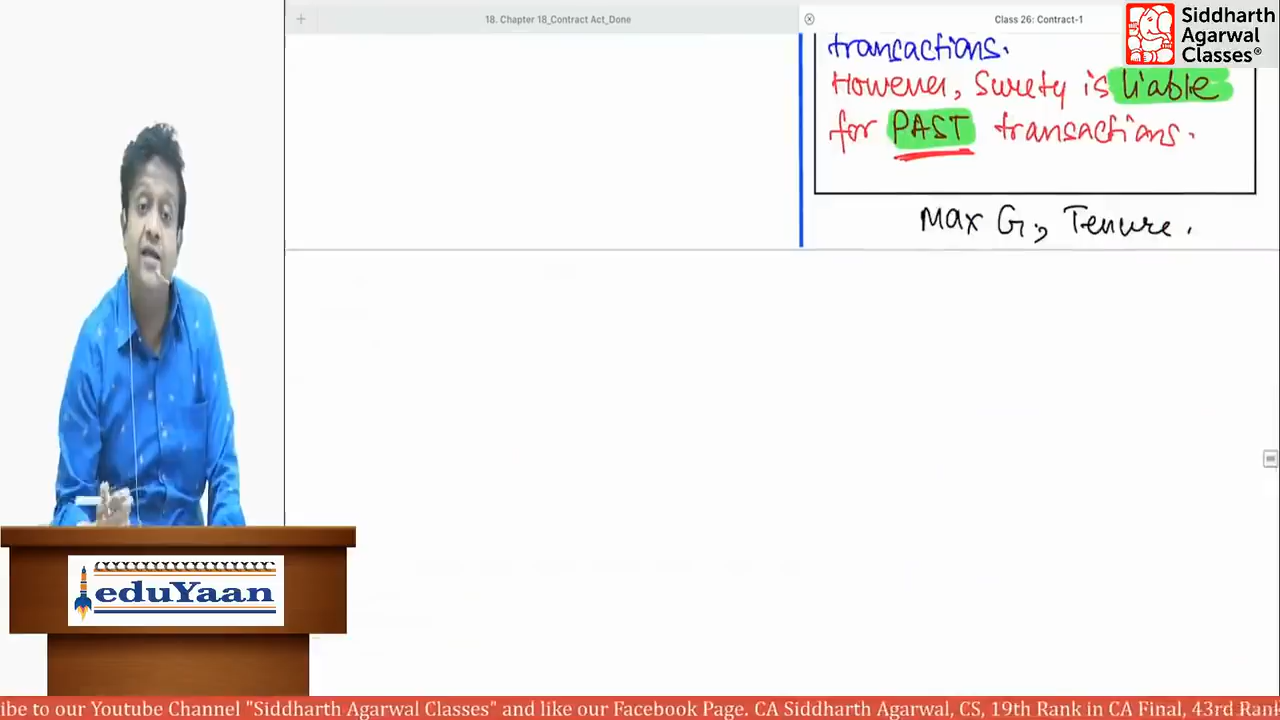 18. Chapter 18_Contract Act_Done
Class 26: Contract-1
Siddharth
Agarwal
Classes®
transactions.
However, Surety is liable
for PAST transactions.
Max G, Tenure.
eduYaan
ibe to our Youtube Channel "Siddharth Agarwal Classes" and like our Facebook Page. CA Siddharth Agarwal, CS, 19th Rank in CA Final, 43rd Rank